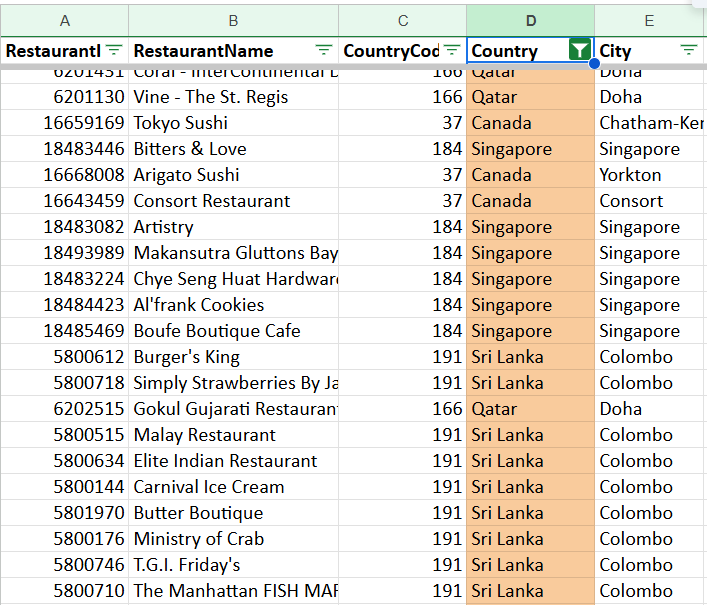 A B C D E
RestaurantI RestaurantName CountryCod Country City
6201431 Coral - InterContinental D 166 Qatar Doha
6201130 Vine - The St. Regis 166 Qatar Doha
16659169 Tokyo Sushi 37 Canada Chatham-Ker
18483446 Bitters & Love 184 Singapore Singapore
16668008 Arigato Sushi 37 Canada Yorkton
16643459 Consort Restaurant 37 Canada Consort
18483082 Artistry 184 Singapore Singapore
18493989 Makansutra Gluttons Bay 184 Singapore Singapore
18483224 Chye Seng Huat Hardware 184 Singapore Singapore
18484423 Al'frank Cookies 184 Singapore Singapore
18485469 Boufe Boutique Cafe 184 Singapore Singapore
5800612 Burger's King 191 Sri Lanka Colombo
5800718 Simply Strawberries By Ja 191 Sri Lanka Colombo
6202515 Gokul Gujarati Restaurant 166 Qatar Doha
5800515 Malay Restaurant 191 Sri Lanka Colombo
5800634 Elite Indian Restaurant 191 Sri Lanka Colombo
5800144 Carnival Ice Cream 191 Sri Lanka Colombo
5801970 Butter Boutique 191 Sri Lanka Colombo
5800176 Ministry of Crab 191 Sri Lanka Colombo
5800746 T.G.I. Friday's 191 Sri Lanka Colombo
5800710 The Manhattan FISH MAR 191 Sri Lanka Colombo